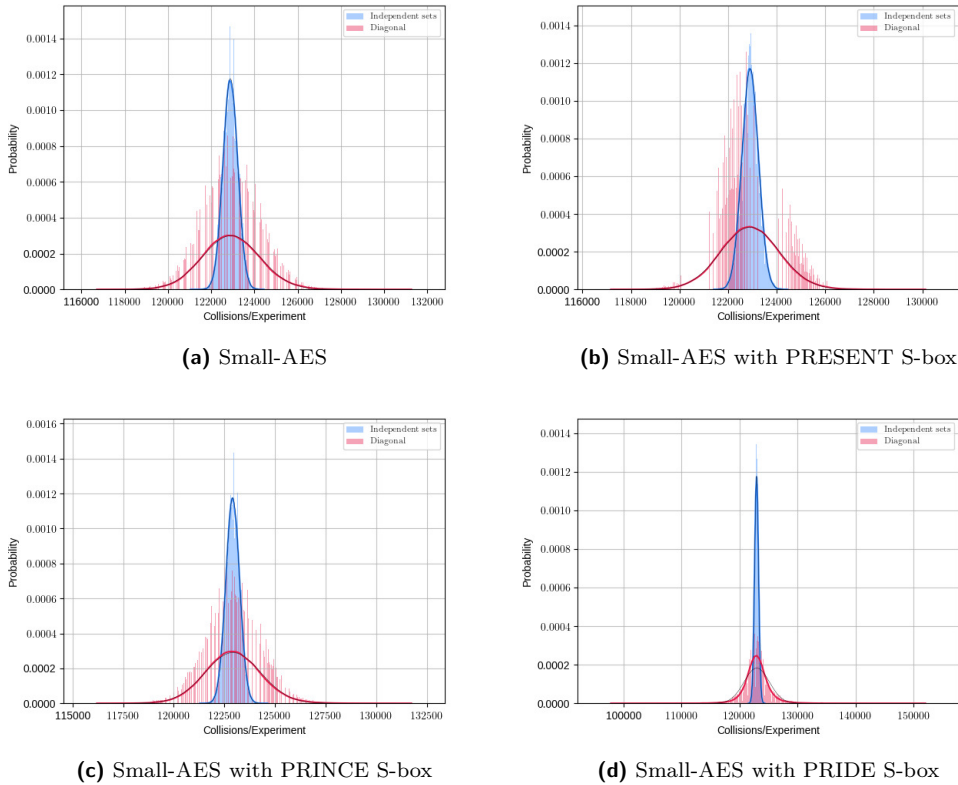 Independent sets
Diagonal
0.0014
0.0012
0.0010
0.0008
0.0006
0.0004
0.0002
0.0000
Probability
116000 118000 120000 122000 124000 126000 128000 130000 132000
Collisions/Experiment
(a) Small-AES
Independent sets
Diagonal
0.0014
0.0012
0.0010
0.0008
0.0006
0.0004
0.0002
0.0000
Probability
116000 118000 120000 122000 124000 126000 128000 130000
Collisions/Experiment
(b) Small-AES with PRESENT S-box
Independent sets
Diagonal
0.0016
0.0014
0.0012
0.0010
0.0008
0.0006
0.0004
0.0002
0.0000
Probability
115000 117500 120000 122500 125000 127500 130000 132500
Collisions/Experiment
(c) Small-AES with PRINCE S-box
Independent sets
Diagonal
0.0014
0.0012
0.0010
0.0008
0.0006
0.0004
0.0002
0.0000
Probability
100000 110000 120000 130000 140000 150000
Collisions/Experiment
(d) Small-AES with PRIDE S-box